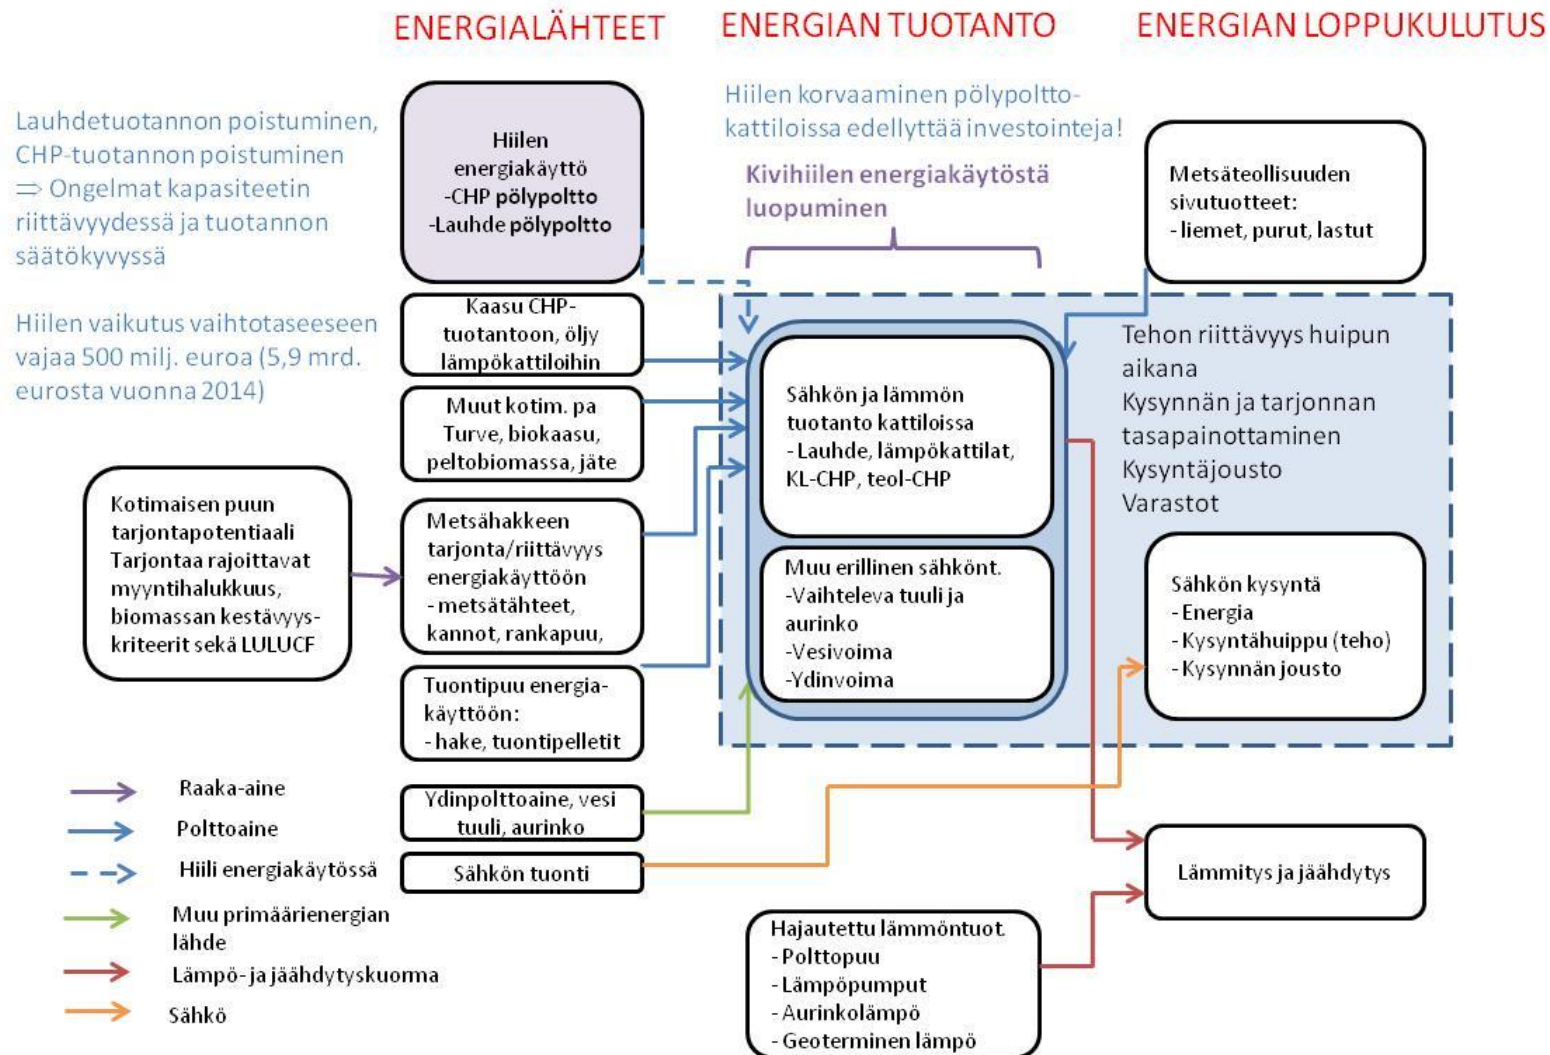 ENERGIALÄHTEET
ENERGIAN TUOTANTO
ENERGIAN LOPPUKULUTUS
Lauhdetuotannon poistuminen,
CHP-tuotannon poistuminen
⇒ Ongelmat kapasiteetin
riittävyydessä ja tuotannon
säätökyvyssä
Hiilen vaikutus vaihtotaseeseen
vajaa 500 milj. euroa (5,9 mrd.
eurosta vuonna 2014)
Hiilen
energiakäyttö
-CHP pölypoltto
-Lauhde pölypoltto
Hiilen korvaaminen pölypoltto-
kattiloissa edellyttää investointeja!
Kivihiilen energiakäytöstä
luopuminen
Metsäteollisuuden
sivutuotteet:
- liemet, purut, lastut
Kaasu CHP-
tuotantoon, öljy
lämpökattiloihin
Muut kotim. pa
Turve, biokaasu,
peltobiomassa, jäte
Kotimaisen puun
tarjontapotentiaali
Tarjontaa rajoittavat
myyntihalukkuus,
biomassan kestävyys-
kriteerit sekä LULUCF
Metsähakkeen
tarjonta/riittävyys
energiakäyttöön
- metsätähteet,
kannot, rankapuu,
Tuontipuu energia-
käyttöön:
- hake, tuontipelletit
Ydinpolttoaine, vesi
tuuli, aurinko
Sähkön tuonti
Sähkön ja lämmön
tuotanto kattiloissa
- Lauhde, lämpökattilat,
KL-CHP, teol-CHP
Muu erillinen sähkönt.
-Vaihteleva tuuli ja
aurinko
-Vesivoima
-Ydinvoima
Tehon riittävyys huipun
aikana
Kysynnän ja tarjonnan
tasapainottaminen
Kysyntäjousto
Varastot
Sähkön kysyntä
- Energia
- Kysyntähuippu (teho)
- Kysynnän jousto
Lämmitys ja jäähdytys
Hajautettu lämmöntuot.
- Polttopuu
- Lämpöpumput
- Aurinkolämpö
- Geoterminen lämpö
Raaka-aine
Polttoaine
Hiili energiakäytössä
Muu primäärienergian
lähde
Lämpö- ja jäähdytyskuorma
Sähkö